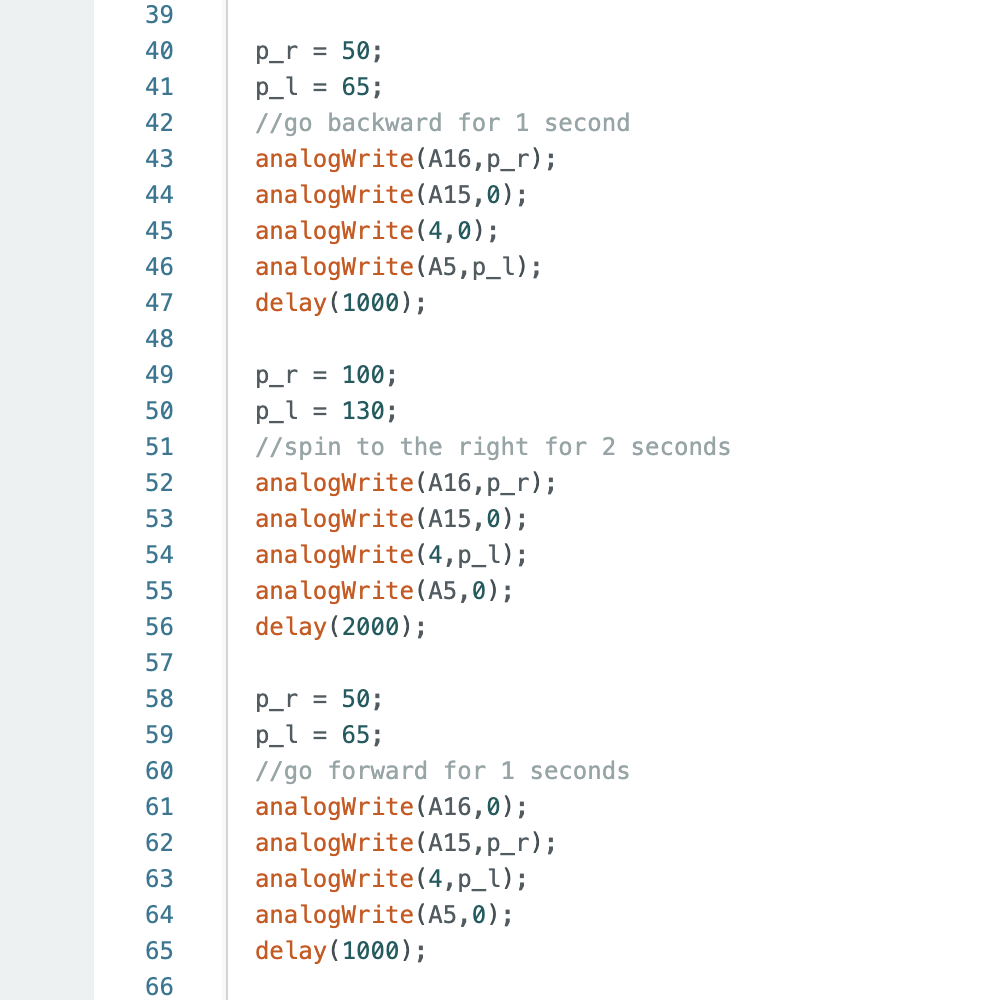 39
40 p_r = 50;
41 p_l = 65;
42 //go backward for 1 second
43 analogWrite(A16,p_r);
44 analogWrite(A15,0);
45 analogWrite(4,0);
46 analogWrite(A5,p_l);
47 delay(1000);
48
49 p_r = 100;
50 p_l = 130;
51 //spin to the right for 2 seconds
52 analogWrite(A16,p_r);
53 analogWrite(A15,0);
54 analogWrite(4,p_l);
55 analogWrite(A5,0);
56 delay(2000);
57
58 p_r = 50;
59 p_l = 65;
60 //go forward for 1 seconds
61 analogWrite(A16,0);
62 analogWrite(A15,p_r);
63 analogWrite(4,p_l);
64 analogWrite(A5,0);
65 delay(1000);
66